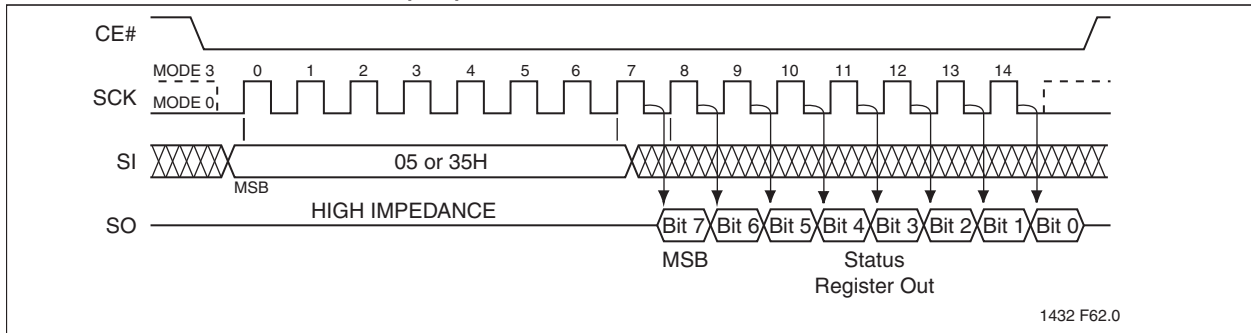 CE#
MODE 3 0 1 2 3 4 5 6 7 8 9 10 11 12 13 14
SCK MODE 0
SI 05 or 35H
MSB
HIGH IMPEDANCE
SO Bit 7 Bit 6 Bit 5 Bit 4 Bit 3 Bit 2 Bit 1 Bit 0
MSB Status
Register Out
1432 F62.0